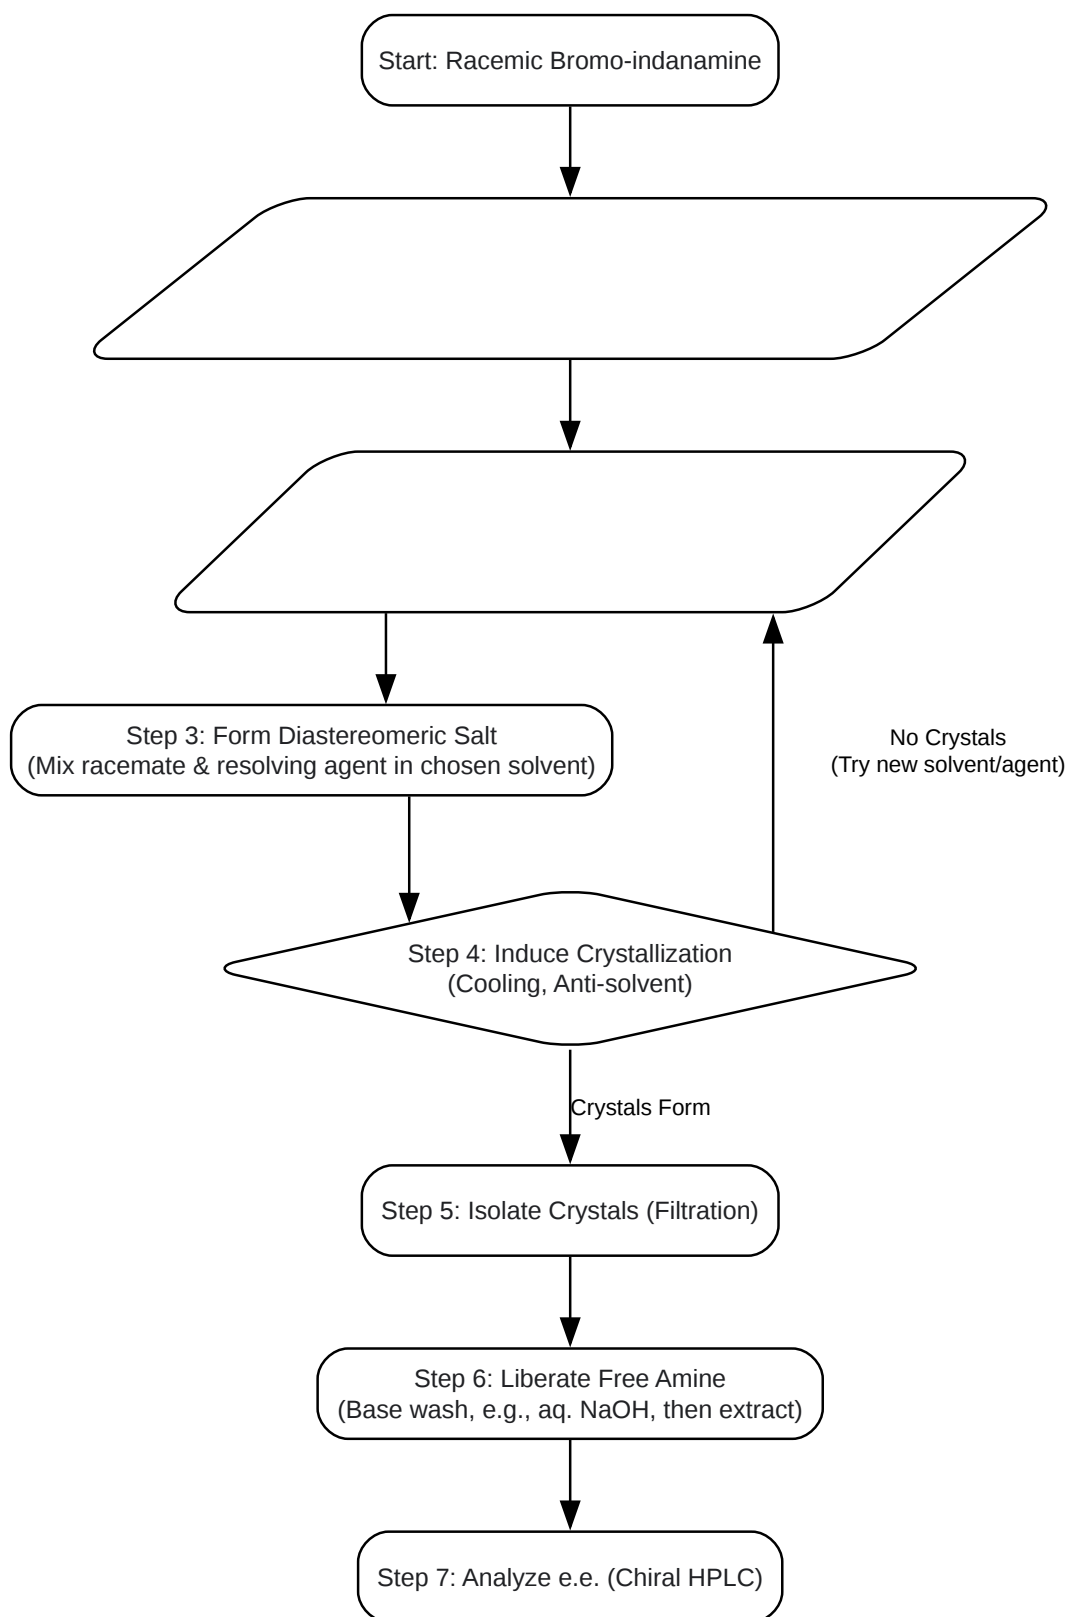 Start: Racemic Bromo-indanamine
Step 3: Form Diastereomeric Salt
(Mix racemate & resolving agent in chosen solvent)
No Crystals
(Try new solvent/agent)
Step 4: Induce Crystallization
(Cooling, Anti-solvent)
Crystals Form
Step 5: Isolate Crystals (Filtration)
Step 6: Liberate Free Amine
(Base wash, e.g., aq. NaOH, then extract)
Step 7: Analyze e.e. (Chiral HPLC)